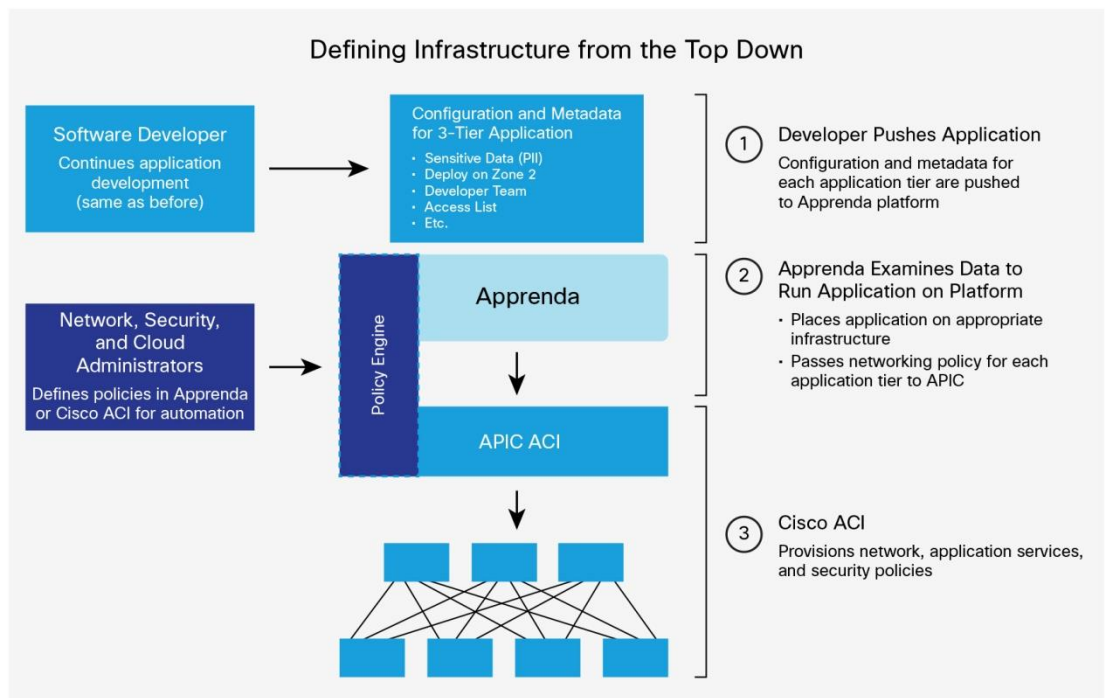 Defining Infrastructure from the Top Down
Software Developer
Continues application
development
(same as before)
Configuration and Metadata
for 3-Tier Application
• Sensitive Data (PII)
• Deploy on Zone 2
• Developer Team
• Access List
• Etc.
1
Developer Pushes Application
Configuration and metadata for
each application tier are pushed
to Apprenda platform
Network, Security,
and Cloud
Administrators
Defines policies in Apprenda
or Cisco ACI for automation
Policy Engine
Apprenda
APIC ACI
2
Apprenda Examines Data to
Run Application on Platform
• Places application on appropriate
infrastructure
• Passes networking policy for each
application tier to APIC
3
Cisco ACI
Provisions network, application services,
and security policies